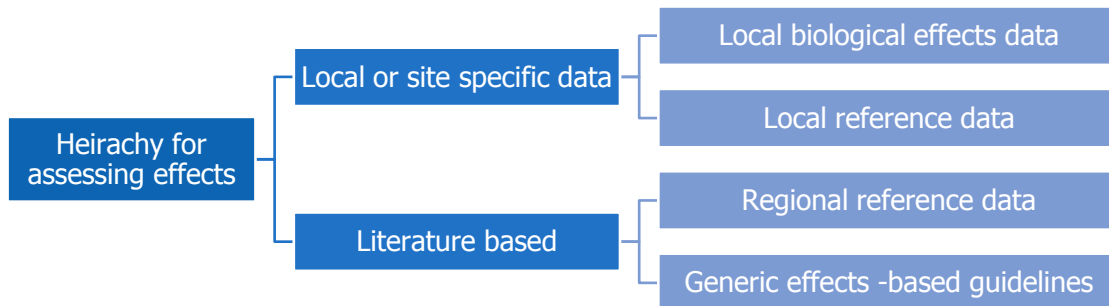 Heirachy for
assessing effects
Local or site specific data
Local biological effects data
Local reference data
Literature based
Regional reference data
Generic effects -based guidelines